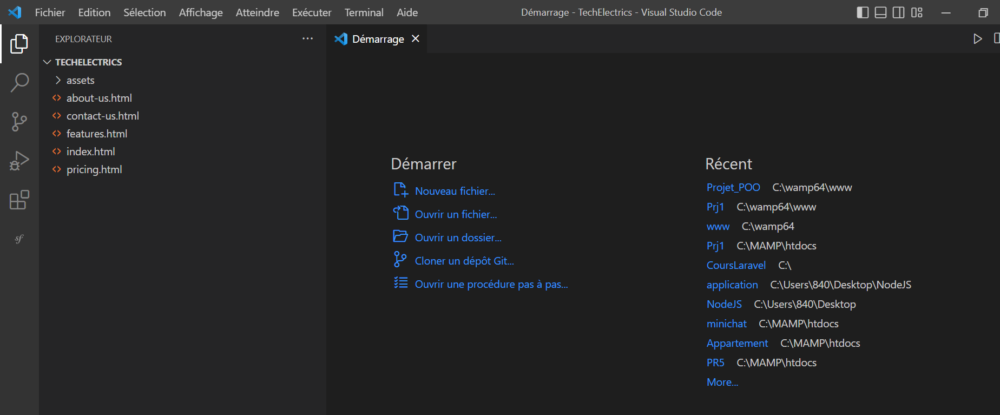 Fichier Edition Sélection Affichage Atteindre Exécuter Terminal Aide
Démarrage - TechElectrics - Visual Studio Code
EXPLORATEUR
TECHELECTRICS
assets
about-us.html
contact-us.html
features.html
index.html
pricing.html
sf
Démarrage
Démarrer
Nouveau fichier...
Ouvrir un fichier...
Ouvrir un dossier...
Cloner un dépôt Git...
Ouvrir une procédure pas à pas...
Récent
Projet_POO C:\wamp64\www
Prj1 C:\wamp64\www
www C:\wamp64
Prj1 C:\MAMP\htdocs
CoursLaravel C:\
application C:\Users\840\Desktop\NodeJS
NodeJS C:\Users\840\Desktop
minichat C:\MAMP\htdocs
Appartement C:\MAMP\htdocs
PR5 C:\MAMP\htdocs
More...